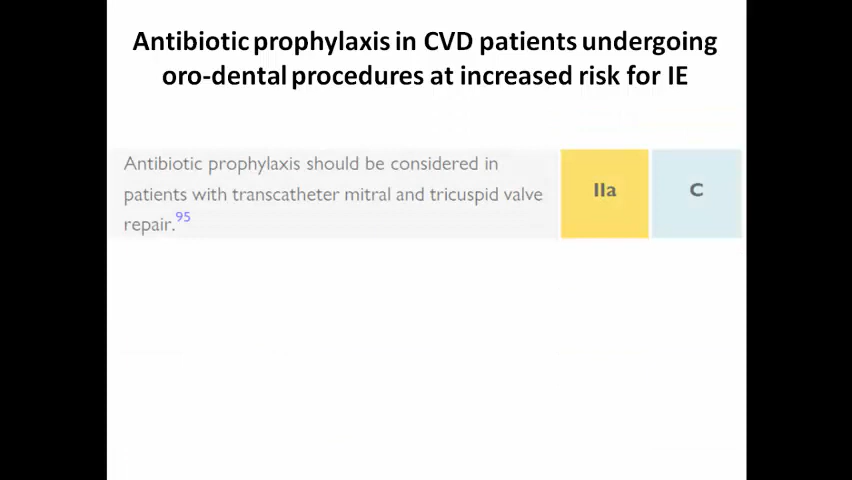 Antibiotic prophylaxis in CVD patients undergoing
oro-dental procedures at increased risk for IE
Antibiotic prophylaxis should be considered in
patients with transcatheter mitral and tricuspid valve
repair.95
IIa
C